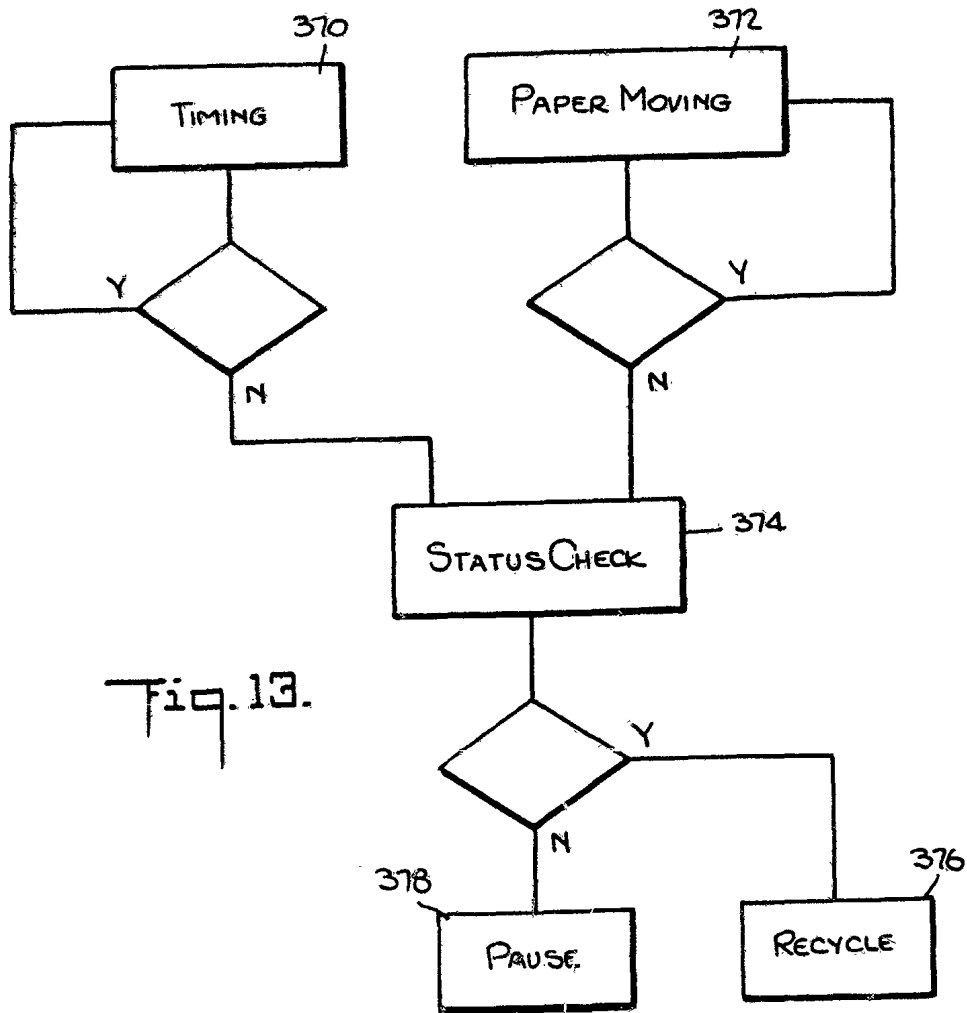 370
TIMING
372
PAPER MOVING
Y
N
Y
N
374
STATUS CHECK
Fig. 13.
Y
N
378
PAUSE
376
RECYCLE